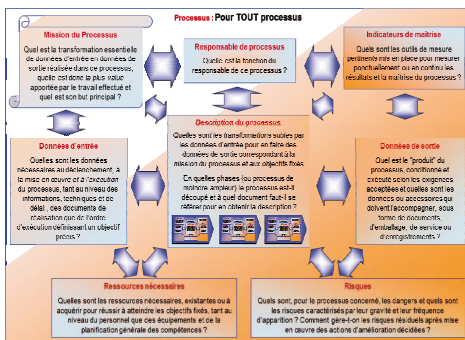 Processus : Pour TOUT processus
Mission du Processus
Quel est la transformation essentielle
de données d'entrée en données de
sortie réalisée dans ce processus,
quelle est donc la plus value
apportée par le travail effectué et
quel est son but principal ?
Responsable de processus
Quelle est la fonction du
responsable de ce processus ?
Indicateurs de maîtrise
Quels sont les outils de mesure
pertinents mis en place pour mesurer
ponctuellement ou en continu les
résultats et la maîtrise du processus ?
Données d'entrée
Quelles sont les données
nécessaires au déclenchement, à
la mise en œuvre et à l'exécution
du processus, tant au niveau des
informations, techniques et de
délai , des documents de
réalisation que de l'ordre
d'exécution définissant un objectif
précis ?
Description du processus
Quelles sont les transformations subies par
les données d'entrée pour en faire des
données de sortie correspondant à la
mission du processus et aux objectifs fixés.
En quelles phases (ou processus de
moindre ampleur) le processus est-il
découpé et à quel document faut-il se
référer pour en obtenir la description ?
Données de sortie
Quel est le "produit" du
processus, conditionné et
exécuté selon les exigences
acceptées et quelles sont les
données ou accessoires qui
doivent l'accompagner, sous
forme de documents,
d'emballage, de service ou
d'enregistrements ?
Ressources nécessaires
Quelles sont les ressources nécessaires, existantes ou à
acquérir pour réussir à atteindre les objectifs fixés, tant au
niveau du personnel que des équipements et de la
planification générale des compétences ?
Risques
Quels sont, pour le processus concerné, les dangers et quels sont
les risques caractérisés par leur gravité et leur fréquence
d'apparition ? Comment gère-t-on les risques résiduels après mise
en œuvre des actions d'amélioration décidées ?